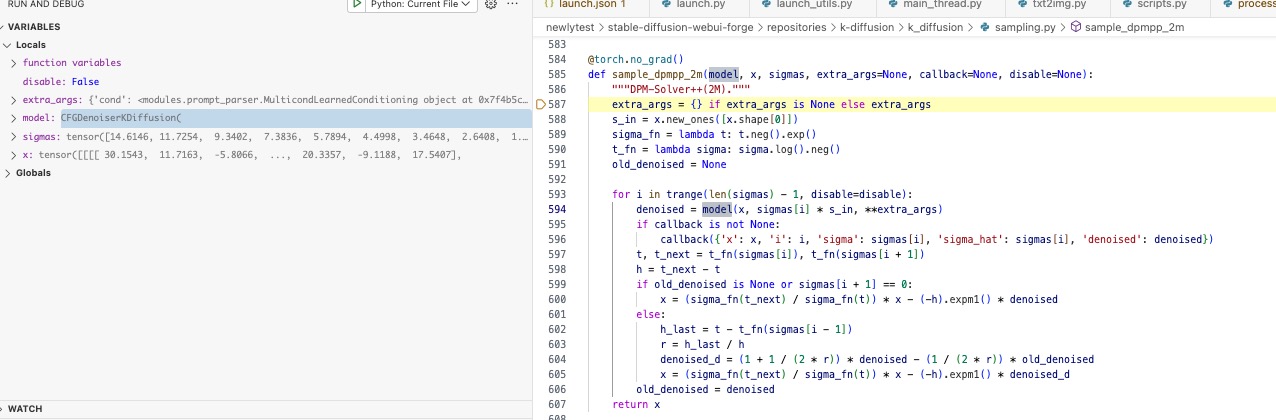 RUN AND DEBUG
Python: Current File
VARIABLES
Locals
function variables
disable: False
extra_args: {'cond': <modules.prompt_parser.MulticondLearnedConditioning object at 0x7f4b5c…
model: CFGDenoiserKDiffusion(
sigmas: tensor([14.6146, 11.7254, 9.3402, 7.3836, 5.7894, 4.4998, 3.4648, 2.6408, 1.…
x: tensor([[[[ 30.1543, 11.7163, -5.8066, ..., 20.3357, -9.1188, 17.5407],
Globals
WATCH
launch.json 1 launch.py launch_utils.py main_thread.py txt2img.py scripts.py process
newlytest > stable-diffusion-webui-forge > repositories > k-diffusion > k_diffusion > sampling.py > sample_dpmpp_2m
583
584 @torch.no_grad()
585 def sample_dpmpp_2m(model, x, sigmas, extra_args=None, callback=None, disable=None):
586 """DPM-Solver++(2M)."""
587 extra_args = {} if extra_args is None else extra_args
588 s_in = x.new_ones([x.shape[0]])
589 sigma_fn = lambda t: t.neg().exp()
590 t_fn = lambda sigma: sigma.log().neg()
591 old_denoised = None
592
593 for i in trange(len(sigmas) - 1, disable=disable):
594 denoised = model(x, sigmas[i] * s_in, **extra_args)
595 if callback is not None:
596 callback({'x': x, 'i': i, 'sigma': sigmas[i], 'sigma_hat': sigmas[i], 'denoised': denoised})
597 t, t_next = t_fn(sigmas[i]), t_fn(sigmas[i + 1])
598 h = t_next - t
599 if old_denoised is None or sigmas[i + 1] == 0:
600 x = (sigma_fn(t_next) / sigma_fn(t)) * x - (-h).expm1() * denoised
601 else:
602 h_last = t - t_fn(sigmas[i - 1])
603 r = h_last / h
604 denoised_d = (1 + 1 / (2 * r)) * denoised - (1 / (2 * r)) * old_denoised
605 x = (sigma_fn(t_next) / sigma_fn(t)) * x - (-h).expm1() * denoised_d
606 old_denoised = denoised
607 return x
608